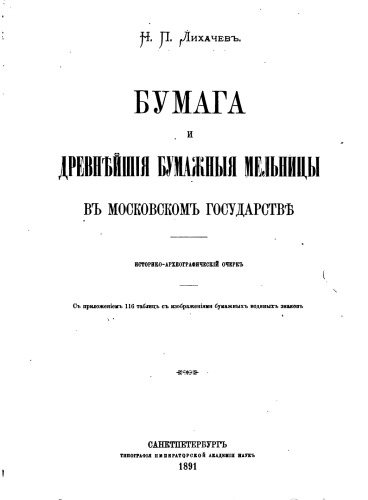 Н. П. Лихачевъ.
БУМАГА
И
ДРЕВНѢЙШІЯ БУМАЖНЫЯ МЕЛЬНИЦЫ
ВЪ МОСКОВСКОМЪ ГОСУДАРСТВѢ
ИСТОРИКО-АРХЕОГРАФИЧЕСКІЙ ОЧЕРКЪ
Съ приложеніемъ 116 таблицъ съ изображеніями бумажныхъ водяныхъ знаковъ
САНКТПЕТЕРБУРГЪ
ТИПОГРАФІЯ ИМПЕРАТОРСКОЙ АКАДЕМІИ НАУКЪ
1891